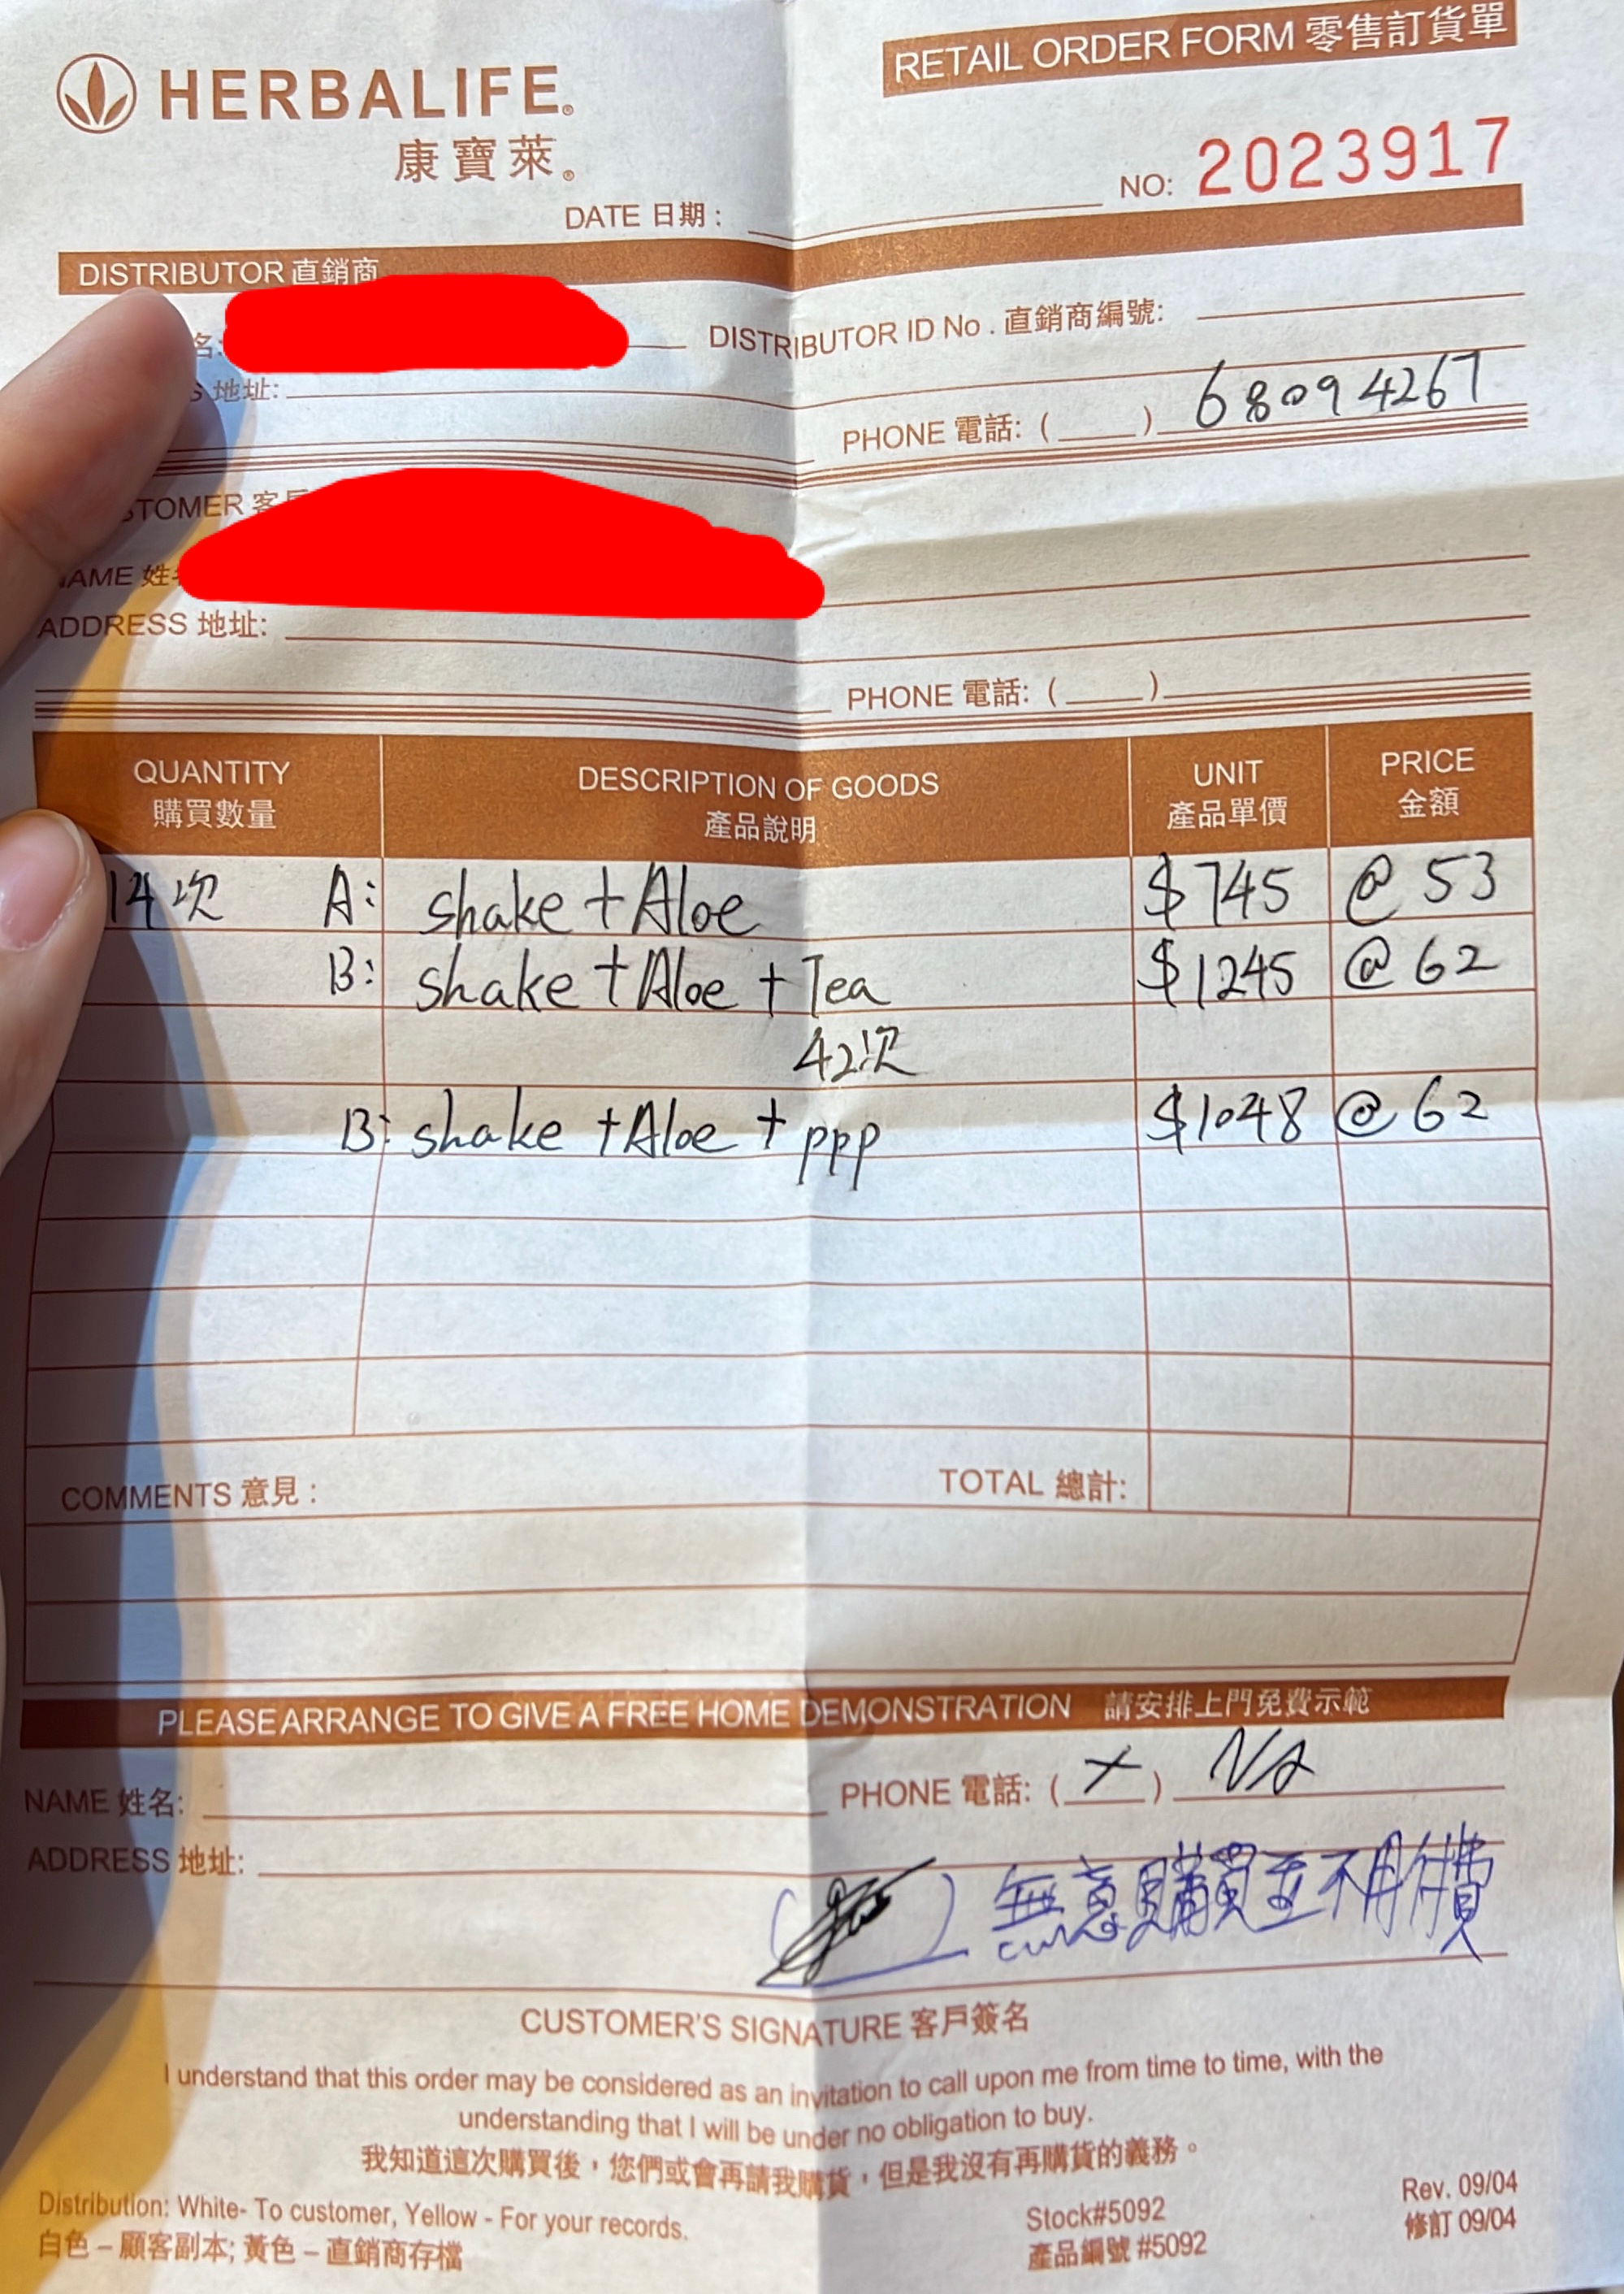 HERBALIFE®
康寶萊®
RETAIL ORDER FORM 零售訂貨單
NO: 2023917
DATE 日期:
DISTRIBUTOR 直銷商
名:
DISTRIBUTOR ID No . 直銷商編號:
S 地址:
PHONE 電話: ( ) 68094267
STOMER 客
NAME 姓
ADDRESS 地址:
PHONE 電話: ( )
QUANTITY DESCRIPTION OF GOODS UNIT PRICE
購買數量 產品說明 產品單價 金額
14次 A: shake + Aloe $745 @ 53
B: shake + Aloe + Tea $1245 @ 62
42次
B: shake + Aloe + ppp $1048 @ 62
COMMENTS 意見 :
TOTAL 總計:
PLEASE ARRANGE TO GIVE A FREE HOME DEMONSTRATION 請安排上門免費示範
NAME 姓名:
PHONE 電話: ( X ) NA
ADDRESS 地址:
無意購買並不用付費
CUSTOMER'S SIGNATURE 客戶簽名
I understand that this order may be considered as an invitation to call upon me from time to time, with the
understanding that I will be under no obligation to buy.
我知道這次購買後，您們或會再請我購貨，但是我沒有再購貨的義務。
Distribution: White- To customer, Yellow - For your records.
白色 – 顧客副本; 黃色 – 直銷商存檔
Stock#5092
產品編號 #5092
Rev. 09/04
修訂 09/04